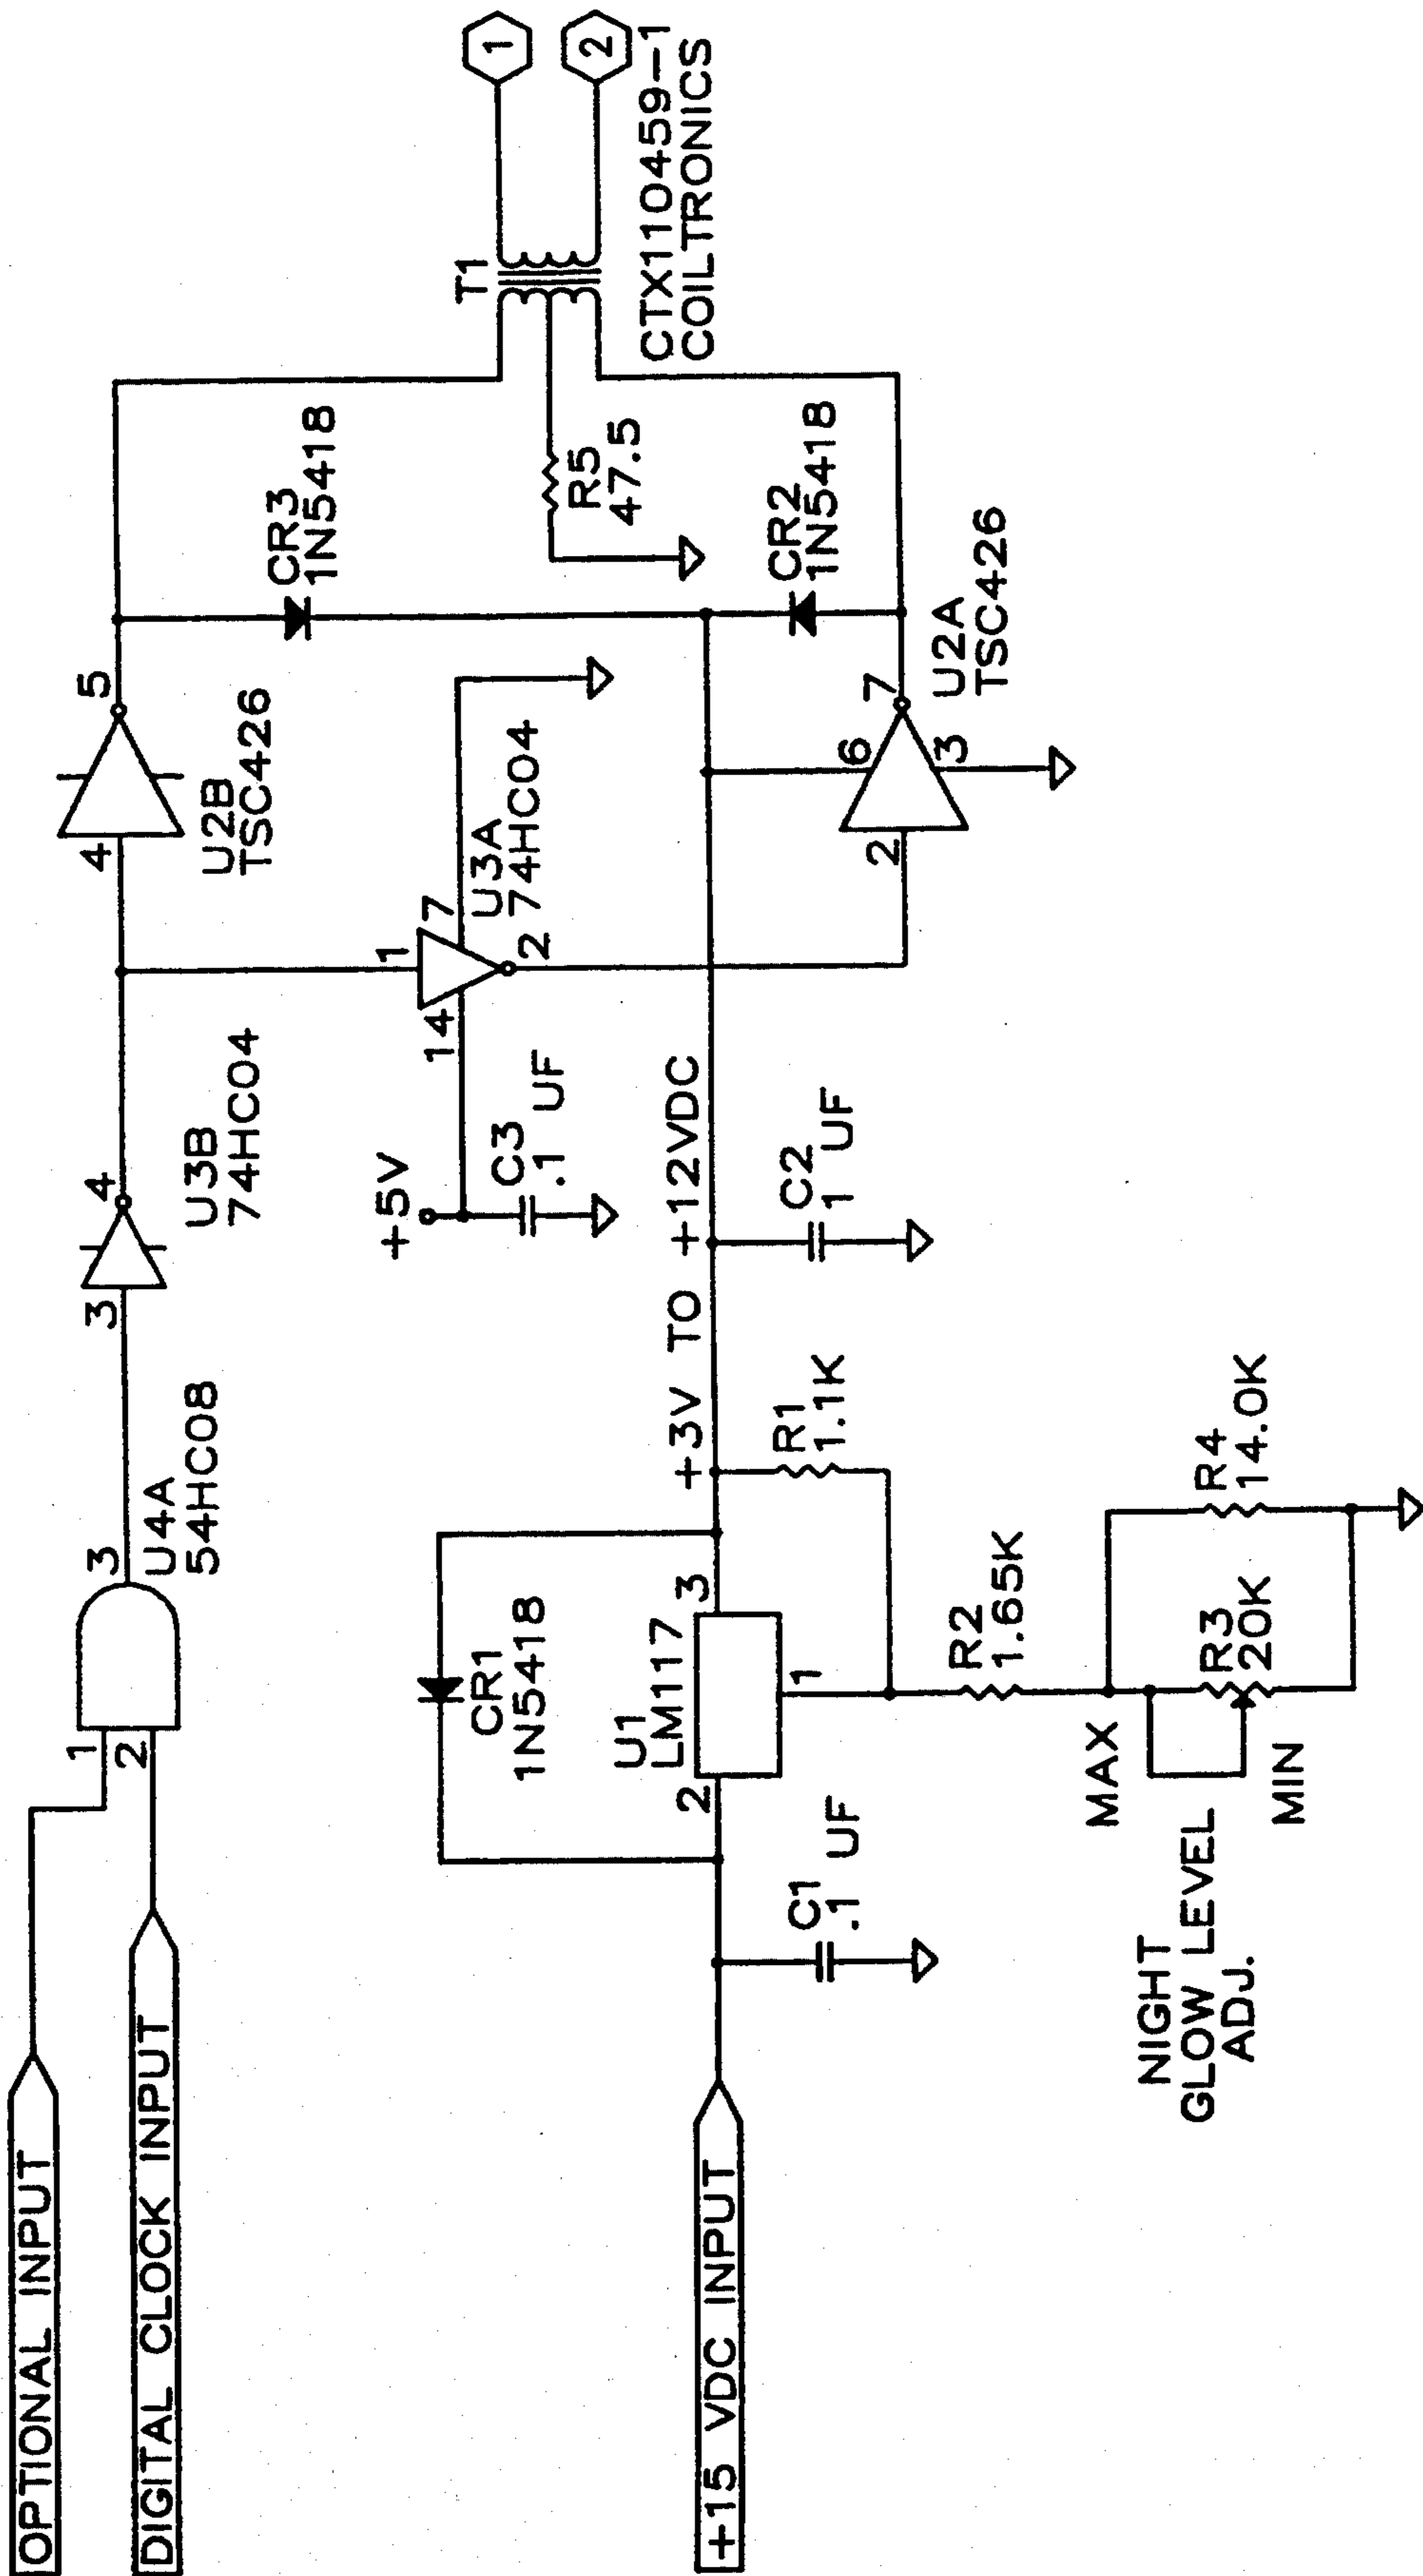 OPTIONAL INPUT
DIGITAL CLOCK INPUT
1
2
3
U4A
54HC08
3
4
U3B
74HC04
4
5
U2B
TSC426
CR3
1N5418
T1
1
2
CTX110459-1
COILTRONICS
R5
47.5
+5V
C3
.1 UF
14
1
7
2
U3A
74HC04
CR2
1N5418
2
6
7
3
U2A
TSC426
+15 VDC INPUT
C1
.1 UF
CR1
1N5418
U1
LM117
2
3
1
+3V TO +12VDC
R1
1.1K
C2
1 UF
R2
1.65K
NIGHT
GLOW LEVEL
ADJ.
MAX
MIN
R3
20K
R4
14.0K